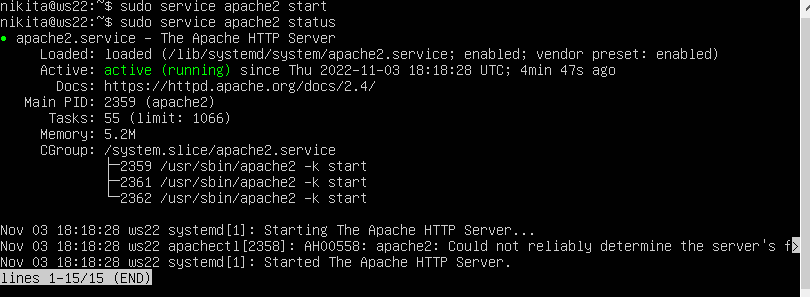 nikita@ws22:~$ sudo service apache2 start
nikita@ws22:~$ sudo service apache2 status
● apache2.service - The Apache HTTP Server
     Loaded: loaded (/lib/systemd/system/apache2.service; enabled; vendor preset: enabled)
     Active: active (running) since Thu 2022-11-03 18:18:28 UTC; 4min 47s ago
       Docs: https://httpd.apache.org/docs/2.4/
   Main PID: 2359 (apache2)
      Tasks: 55 (limit: 1066)
     Memory: 5.2M
     CGroup: /system.slice/apache2.service
             ├─2359 /usr/sbin/apache2 -k start
             ├─2361 /usr/sbin/apache2 -k start
             └─2362 /usr/sbin/apache2 -k start
Nov 03 18:18:28 ws22 systemd[1]: Starting The Apache HTTP Server...
Nov 03 18:18:28 ws22 apachectl[2358]: AH00558: apache2: Could not reliably determine the server's f>
Nov 03 18:18:28 ws22 systemd[1]: Started The Apache HTTP Server.
lines 1-15/15 (END)